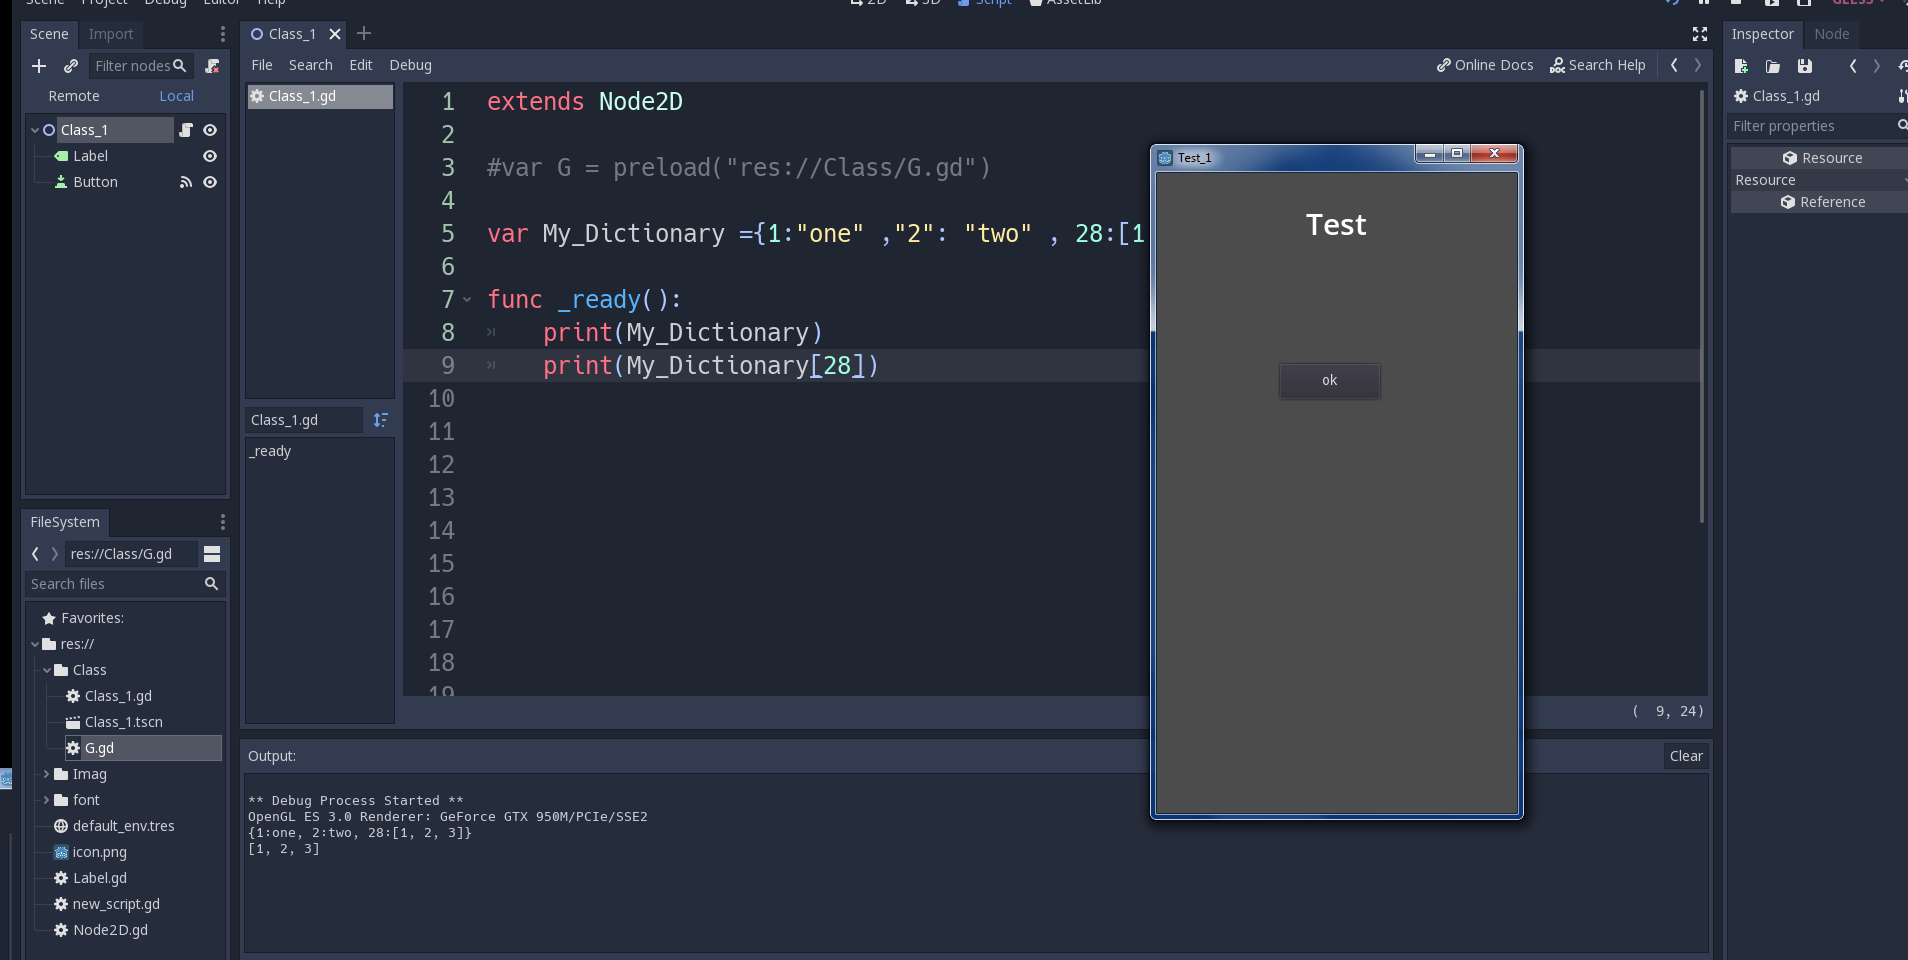 Scene Project Debug Editor Help
2D 3D Script AssetLib
GLES3
Scene Import
Filter nodes
Remote Local
Class_1
Label
Button
FileSystem
res://Class/G.gd
Search files
Favorites:
res://
Class
Class_1.gd
Class_1.tscn
G.gd
Imag
font
default_env.tres
icon.png
Label.gd
new_script.gd
Node2D.gd
Class_1
File Search Edit Debug
Online Docs Search Help
Class_1.gd
Class_1.gd
_ready
1 extends Node2D
2
3 #var G = preload("res://Class/G.gd")
4
5 var My_Dictionary ={1:"one" ,"2": "two" , 28:[1
6
7 func _ready():
8 print(My_Dictionary)
9 print(My_Dictionary[28])
10
11
12
13
14
15
16
17
18
19
( 9, 24)
Output:
Clear
** Debug Process Started **
OpenGL ES 3.0 Renderer: GeForce GTX 950M/PCIe/SSE2
{1:one, 2:two, 28:[1, 2, 3]}
[1, 2, 3]
Test_1
Test
ok
Inspector Node
Class_1.gd
Filter properties
Resource
Resource
Reference